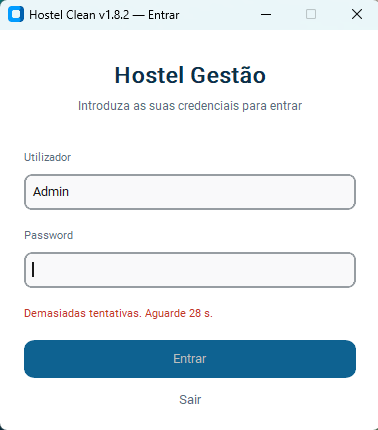 Hostel Clean v1.8.2 — Entrar
Hostel Gestão
Introduza as suas credenciais para entrar
Utilizador
Admin
Password
Demasiadas tentativas. Aguarde 28 s.
Entrar
Sair